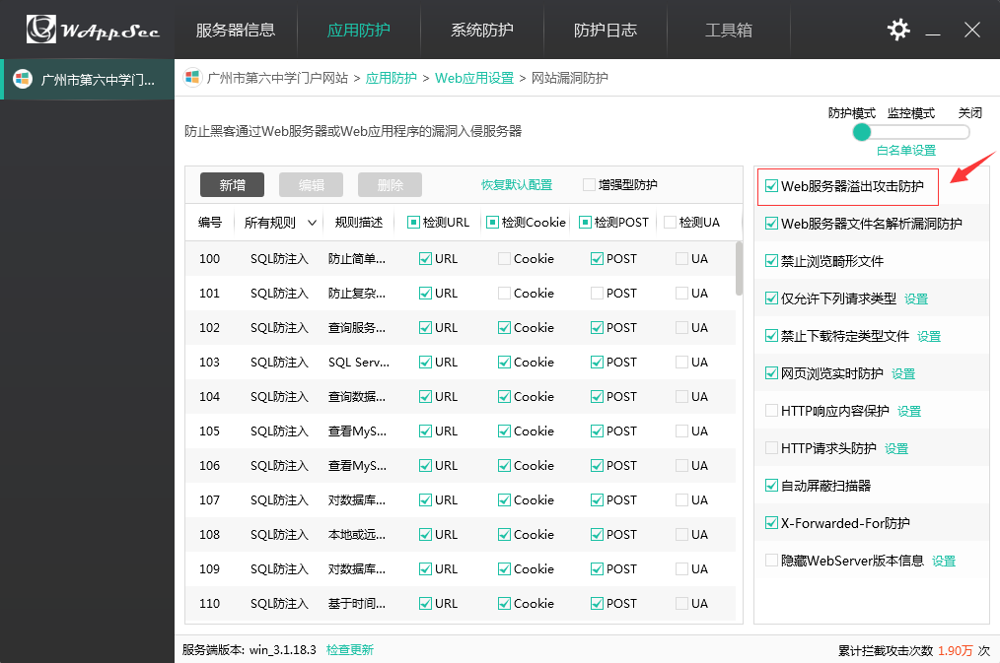 WAppSec 服务器信息 应用防护 系统防护 防护日志 工具箱
广州市第六中学门...
广州市第六中学门户网站 > 应用防护 > Web应用设置 > 网站漏洞防护
防止黑客通过Web服务器或Web应用程序的漏洞入侵服务器
防护模式 监控模式 关闭
白名单设置
新增 编辑 删除 恢复默认配置 增强型防护
编号 所有规则 规则描述 检测URL 检测Cookie 检测POST 检测UA
100 SQL防注入 防止简单... URL Cookie POST UA
101 SQL防注入 防止复杂... URL Cookie POST UA
102 SQL防注入 查询服务... URL Cookie POST UA
103 SQL防注入 SQL Serv... URL Cookie POST UA
104 SQL防注入 查询数据... URL Cookie POST UA
105 SQL防注入 查看MyS... URL Cookie POST UA
106 SQL防注入 查看MyS... URL Cookie POST UA
107 SQL防注入 对数据库... URL Cookie POST UA
108 SQL防注入 本地或远... URL Cookie POST UA
109 SQL防注入 对数据库... URL Cookie POST UA
110 SQL防注入 基于时间... URL Cookie POST UA
Web服务器溢出攻击防护
Web服务器文件名解析漏洞防护
禁止浏览畸形文件
仅允许下列请求类型 设置
禁止下载特定类型文件 设置
网页浏览实时防护 设置
HTTP响应内容保护 设置
HTTP请求头防护 设置
自动屏蔽扫描器
X-Forwarded-For防护
隐藏WebServer版本信息 设置
服务端版本: win_3.1.18.3 检查更新
累计拦截攻击次数 1.90万 次